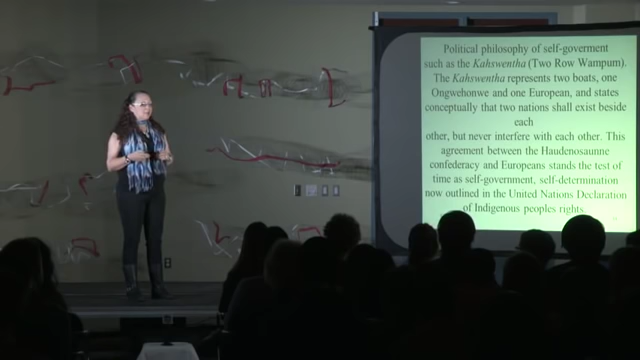 Political philosophy of self-goverment
such as the Kahswentha (Two Row Wampum).
The Kahswentha represents two boats, one
Ongwehonwe and one European, and states
conceptually that two nations shall exist beside
each
other, but never interfere with each other. This
agreement between the Haudenosaunne
confederacy and Europeans stands the test of
time as self-government, self-determination
now outlined in the United Nations Declaration
of Indigenous peoples rights.